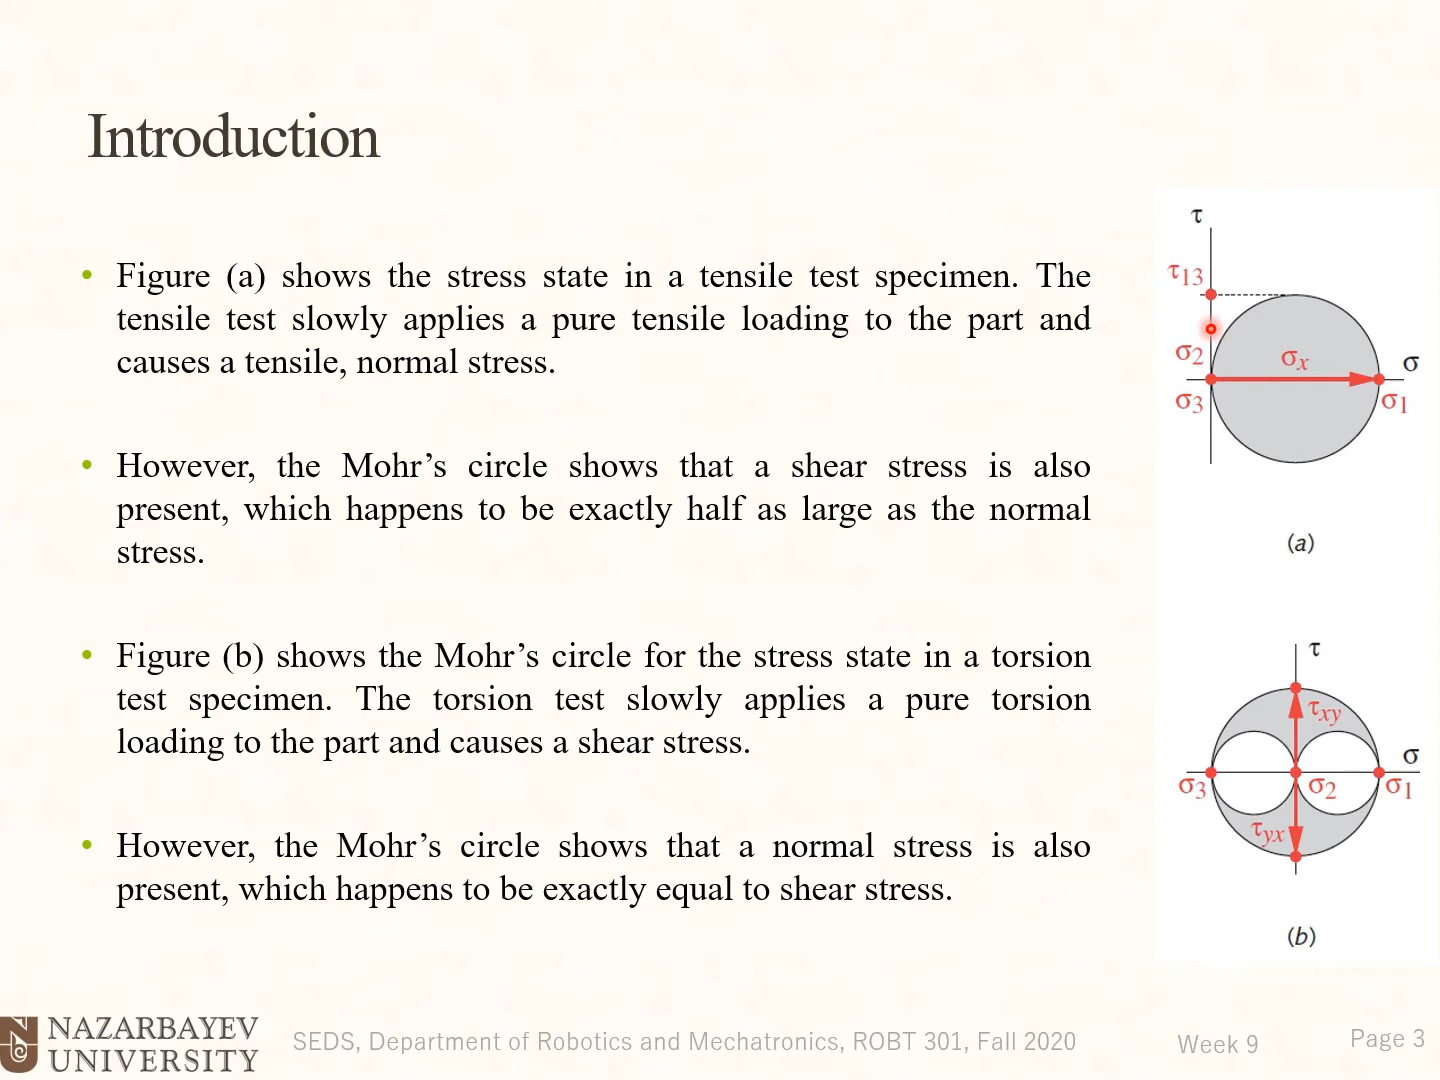 Introduction
• Figure (a) shows the stress state in a tensile test specimen. The
tensile test slowly applies a pure tensile loading to the part and
causes a tensile, normal stress.
• However, the Mohr’s circle shows that a shear stress is also
present, which happens to be exactly half as large as the normal
stress.
• Figure (b) shows the Mohr’s circle for the stress state in a torsion
test specimen. The torsion test slowly applies a pure torsion
loading to the part and causes a shear stress.
• However, the Mohr’s circle shows that a normal stress is also
present, which happens to be exactly equal to shear stress.
τ
τ13
σ2
σx
σ
σ3
σ1
(a)
τ
τxy
σ
σ3
σ2
σ1
τyx
(b)
NAZARBAYEV
UNIVERSITY
SEDS, Department of Robotics and Mechatronics, ROBT 301, Fall 2020
Week 9
Page 3